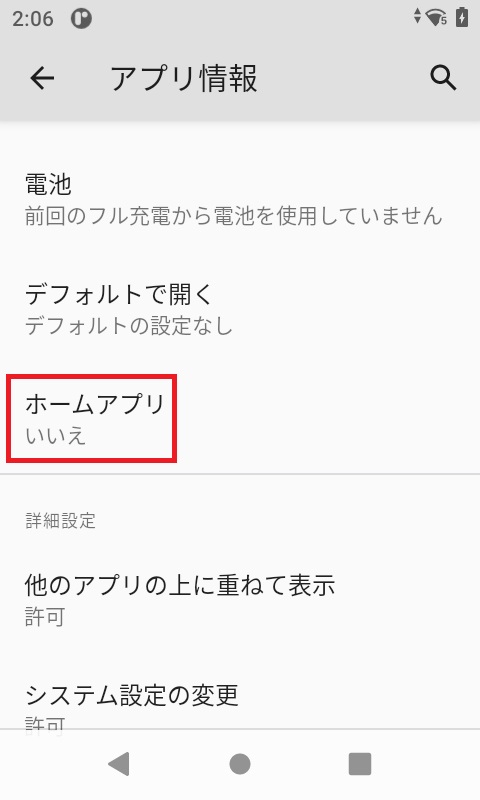 2:06
5
アプリ情報
電池
前回のフル充電から電池を使用していません
デフォルトで開く
デフォルトの設定なし
ホームアプリ
いいえ
詳細設定
他のアプリの上に重ねて表示
許可
システム設定の変更
許可